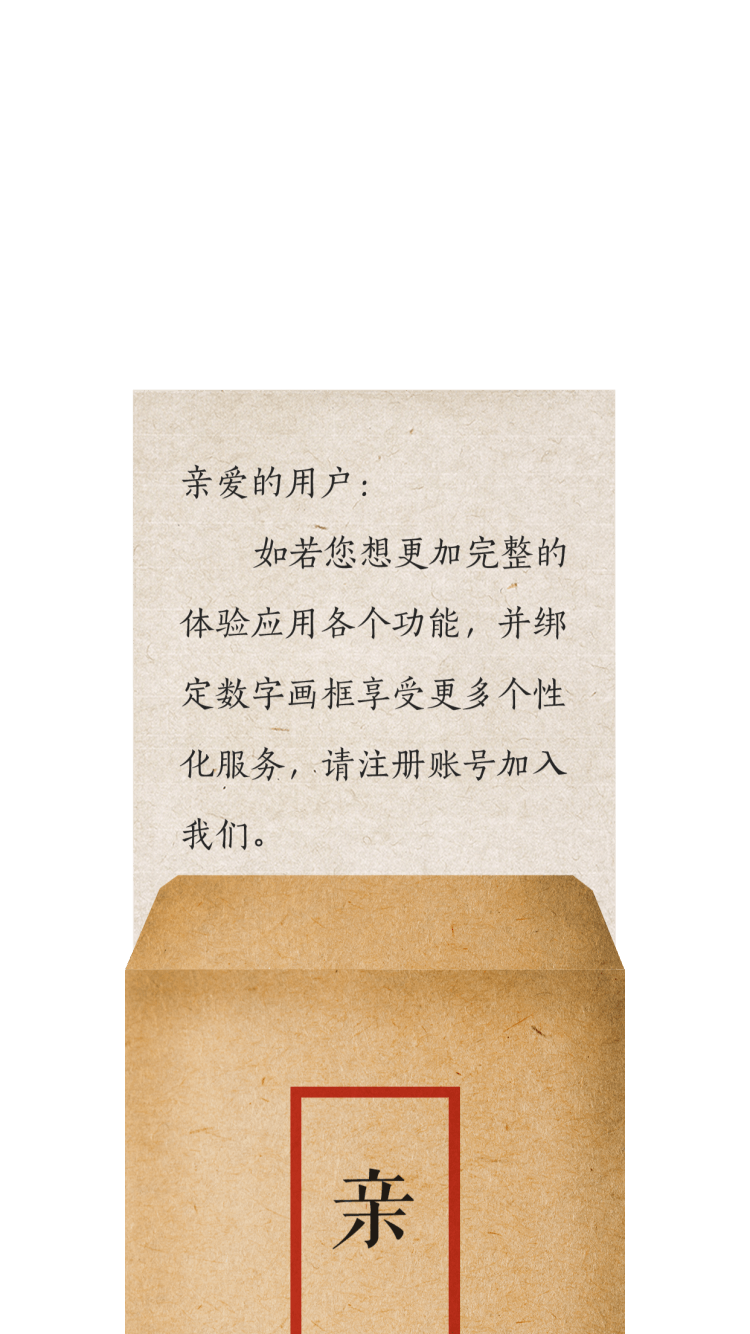 亲爱的用户：
如若您想更加完整的
体验应用各个功能，并绑
定数字画框享受更多个性
化服务，请注册账号加入
我们。
亲